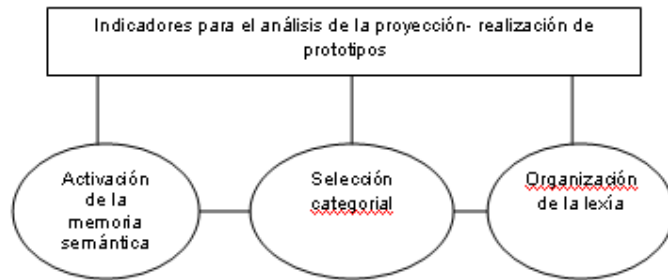 Indicadores para el análisis de la proyección- realización de
prototipos
Activación
de la
memoria
semántica
Selección
categorial
Organización
de la lexía